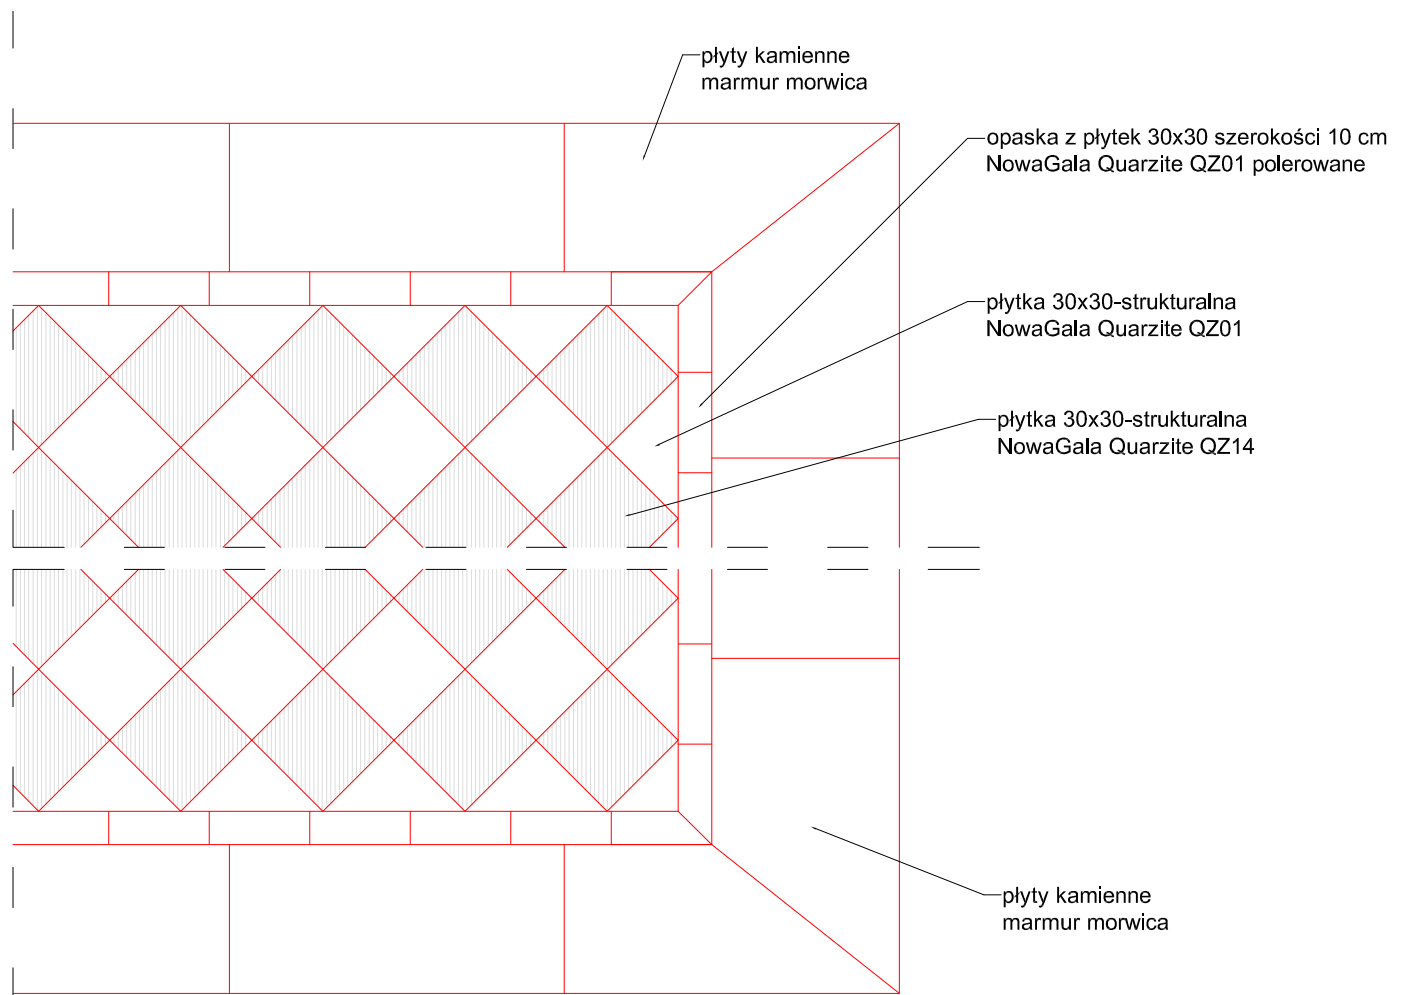 płyty kamienne
marmur morwica
opaska z płytek 30x30 szerokości 10 cm
NowaGala Quarzite QZ01 polerowane
płytka 30x30-strukturalna
NowaGala Quarzite QZ01
płytka 30x30-strukturalna
NowaGala Quarzite QZ14
płyty kamienne
marmur morwica